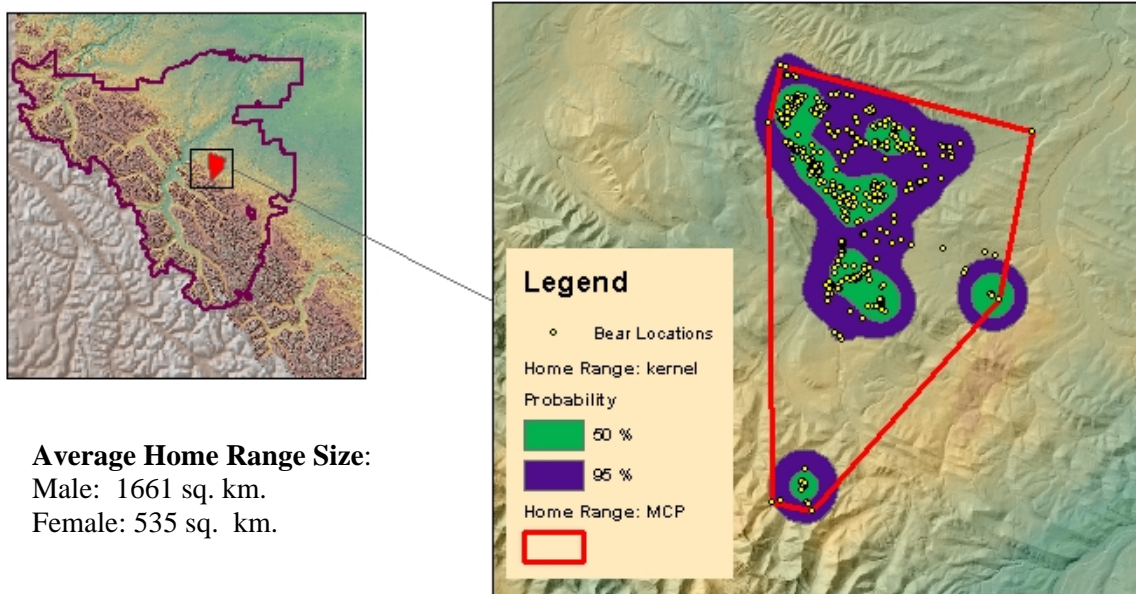 Average Home Range Size:
Male: 1661 sq. km.
Female: 535 sq. km.
Legend
Bear Locations
Home Range: kernel
Probability
50 %
95 %
Home Range: MCP